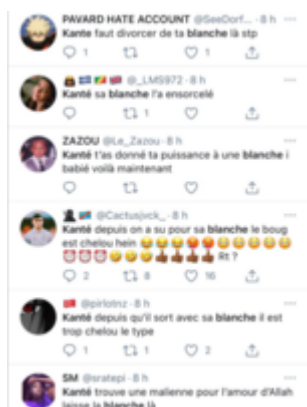 PAVARD HATE ACCOUNT @SeeDorf... · 8 h
Kante faut divorcer de ta blanche là stp
1
@_LMS972 · 8 h
Kanté sa blanche l'a ensorcelé
1
ZAZOU @Le_Zazou · 8 h
Kanté t'as donné ta puissance à une blanche i
babié voilà maintenant
@Cactusjvck_ · 8 h
Kanté depuis on a su pour sa blanche le boug
est chelou hein 😂😂😂😡😡😳😳😳😳😳
⏰⏰⏰🤣🤣👍🏾👍🏾👍🏾👍🏾 Rt ?
2 8 16
@pirlotnz · 8 h
Kanté depuis qu'il sort avec sa blanche il est
trop chelou le type
1 1 2
SM @sratepi · 8 h
Kanté trouve une malienne pour l'amour d'Allah
laisse la blanche là